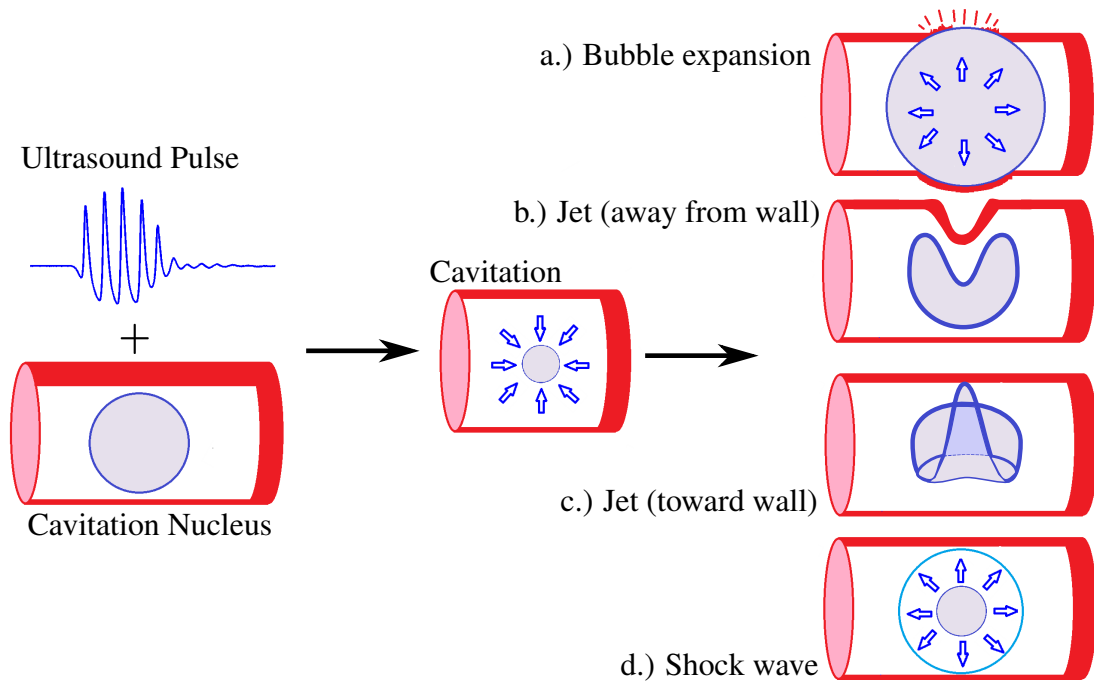 Ultrasound Pulse
+
Cavitation Nucleus
Cavitation
a.) Bubble expansion
b.) Jet (away from wall)
c.) Jet (toward wall)
d.) Shock wave